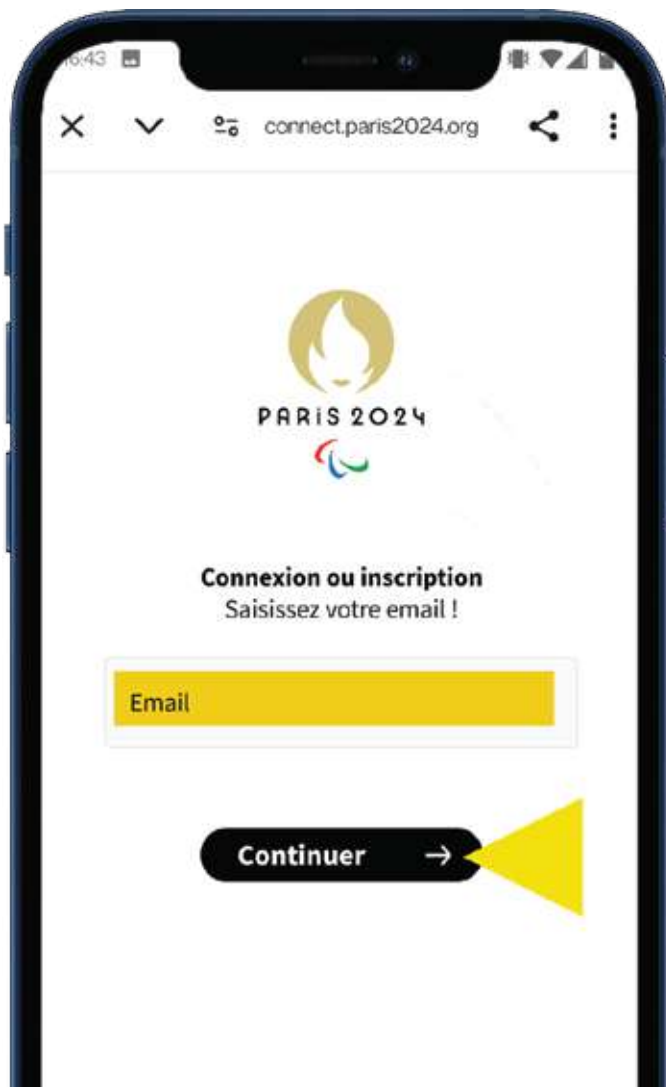 16:43
connect.paris2024.org
PARiS 2024
Connexion ou inscription
Saisissez votre email !
Email
Continuer →